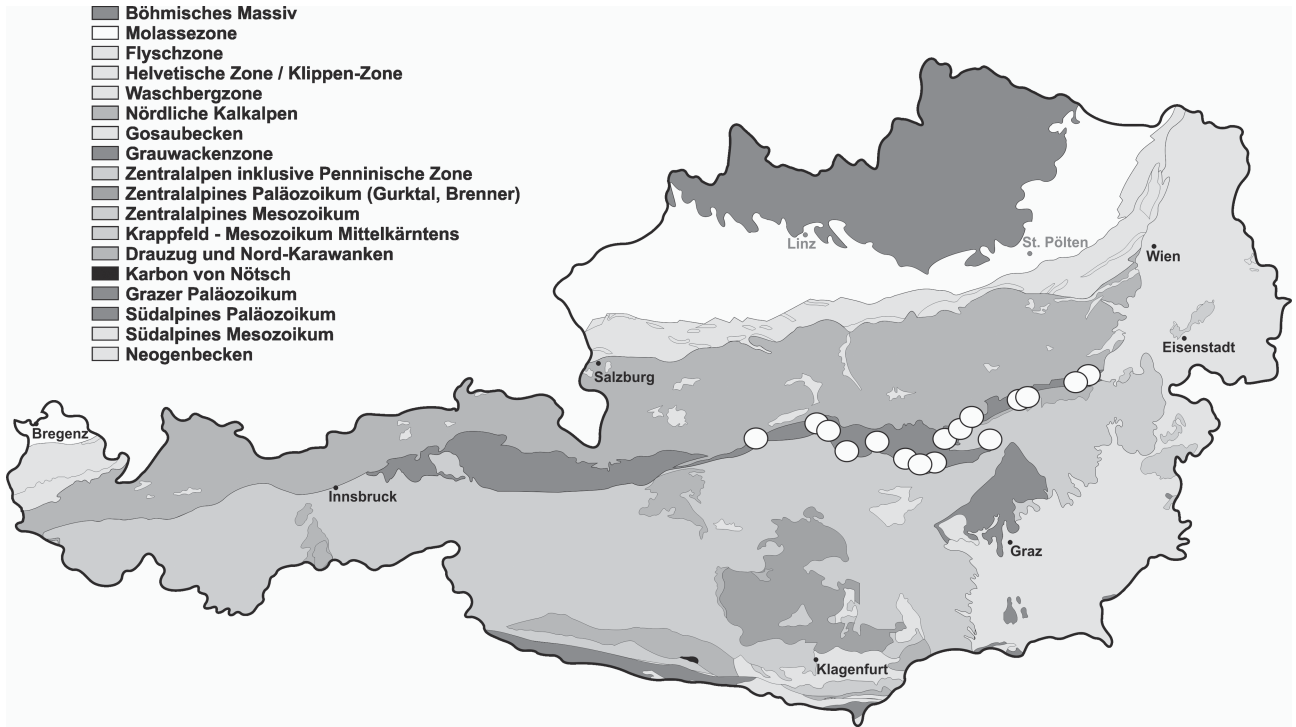 Böhmisches Massiv
Molassezone
Flyschzone
Helvetische Zone / Klippen-Zone
Waschbergzone
Nördliche Kalkalpen
Gosaubecken
Grauwackenzone
Zentralalpen inklusive Penninische Zone
Zentralalpines Paläozoikum (Gurktal, Brenner)
Zentralalpines Mesozoikum
Krappfeld - Mesozoikum Mittelkärntens
Drauzug und Nord-Karawanken
Karbon von Nötsch
Grazer Paläozoikum
Südalpines Paläozoikum
Südalpines Mesozoikum
Neogenbecken
Linz
St. Pölten
Wien
Eisenstadt
Salzburg
Bregenz
Innsbruck
Graz
Klagenfurt